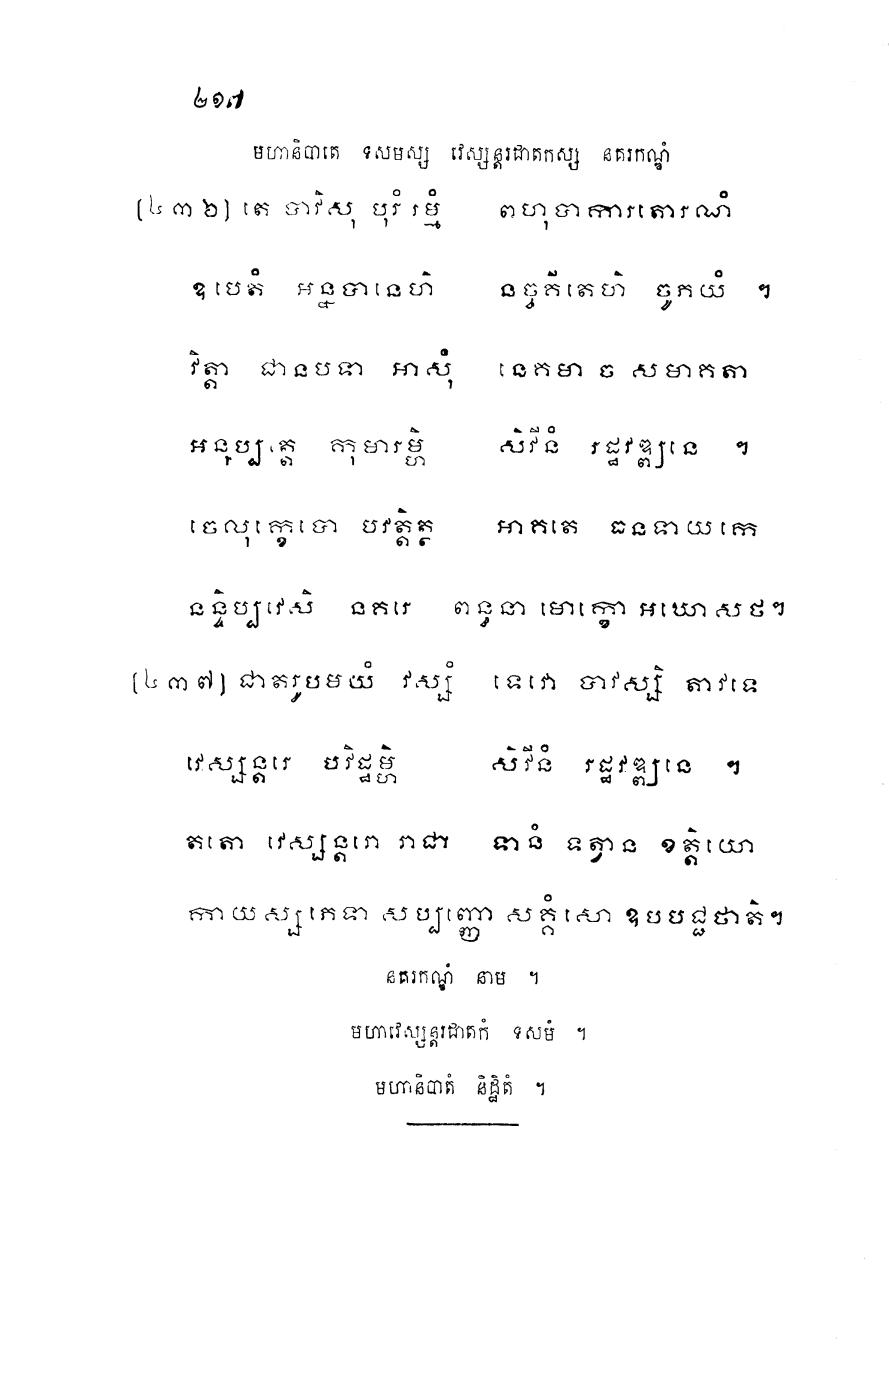 ២១៧
មហានិបាតេ ទសមស្ស វេស្សន្តរជាតកស្ស នគរកណ្ឌំ
[៤៣៦] តេ បាវិសុ បុរំ រម្មំ ពហុបាការតោរណំ
ឧបេតំ អន្នបានេហិ នច្ចគីតេហិ ចូភយំ ។
វិត្តា ជានបទា អាសុំ នេគមា ច សមាគតា
អនុប្បត្តេ កុមារម្ហិ សិវីនំ រដ្ឋវឌ្ឍនេ ។
ចេលុក្ខេបោ បវត្តិត្ថ អាគតេ ធនទាយកេ
នន្ទិប្បវេសិ នគរេ ពន្ធនា មោក្ខោ អឃោសថ។
[៤៣៧] ជាតរូបមយំ វស្សំ ទេវោ បាវស្សិ តាវទេ
វេស្សន្តរេ បវិដ្ឋម្ហិ សិវីនំ រដ្ឋវឌ្ឍនេ ។
តតោ វេស្សន្តរោ រាជា ទានំ ទត្វាន ខត្តិយោ
កាយស្ស ភេទា សប្បញ្ញោ សគ្គំ សោ ឧបបជ្ជថាតិ។
នគរកណ្ឌំ នាម ។
មហាវេស្សន្តរជាតកំ ទសមំ ។
មហានិបាតំ និដ្ឋិតំ ។